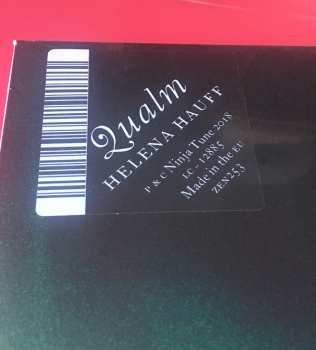 Qualm
HELENA HAUFF
P & C Ninja Tune 2018
LC - 12885
Made in the EU
ZEN253